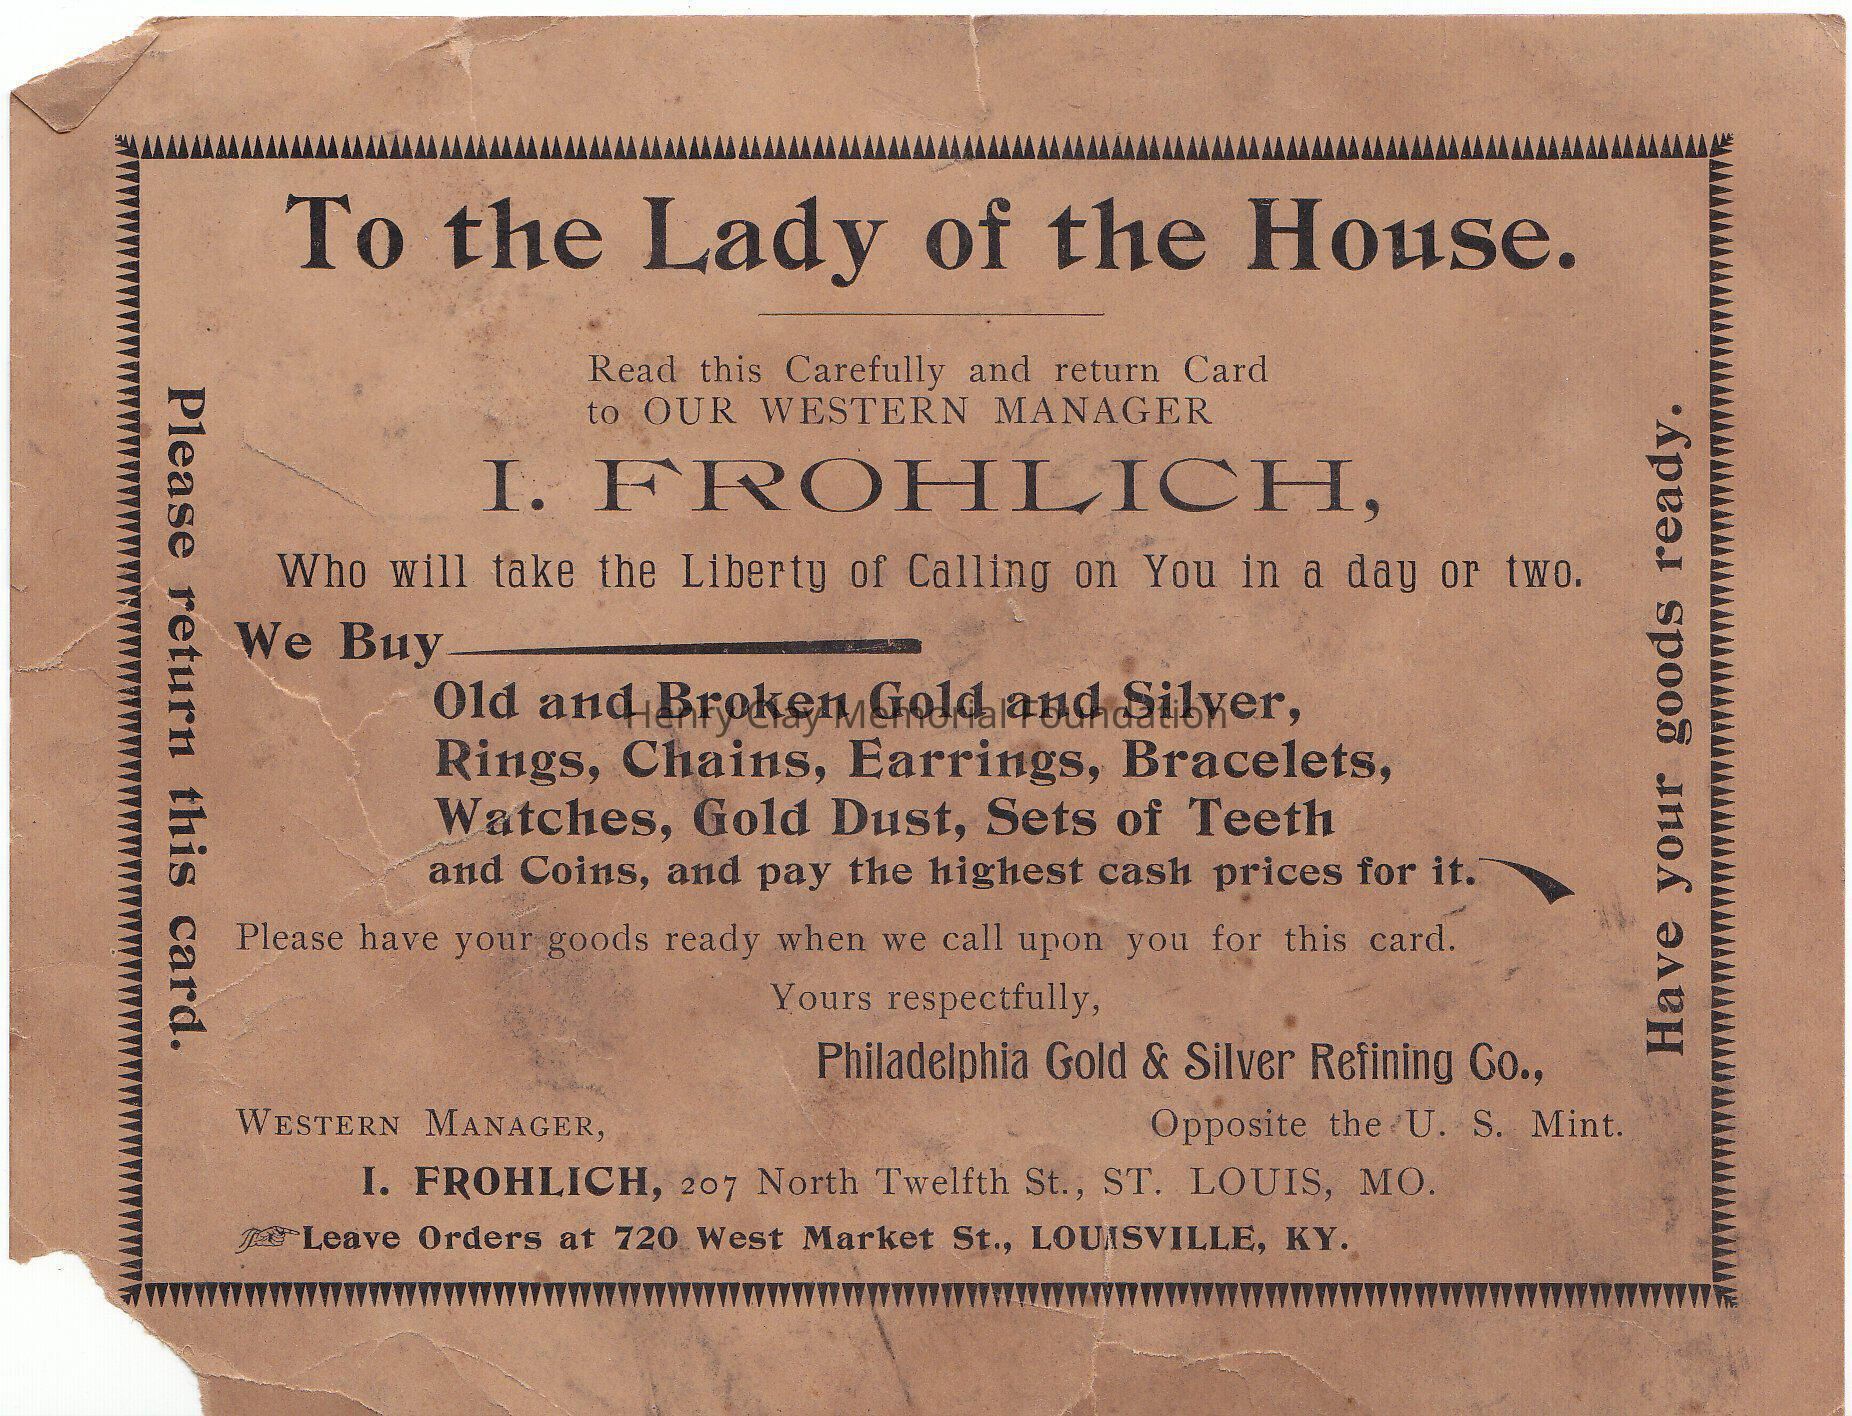 To the Lady of the House.
Read this Carefully and return Card
to OUR WESTERN MANAGER
I. FROHLICH,
Who will take the Liberty of Calling on You in a day or two.
We Buy
Old and Broken Gold and Silver,
Henry Clay Memorial Foundation
Rings, Chains, Earrings, Bracelets,
Watches, Gold Dust, Sets of Teeth
and Coins, and pay the highest cash prices for it.
Please have your goods ready when we call upon you for this card.
Yours respectfully,
Philadelphia Gold & Silver Refining Co.,
WESTERN MANAGER,
Opposite the U. S. Mint.
I. FROHLICH, 207 North Twelfth St., ST. LOUIS, MO.
Leave Orders at 720 West Market St., LOUISVILLE, KY.
Please return this card.
Have your goods ready.